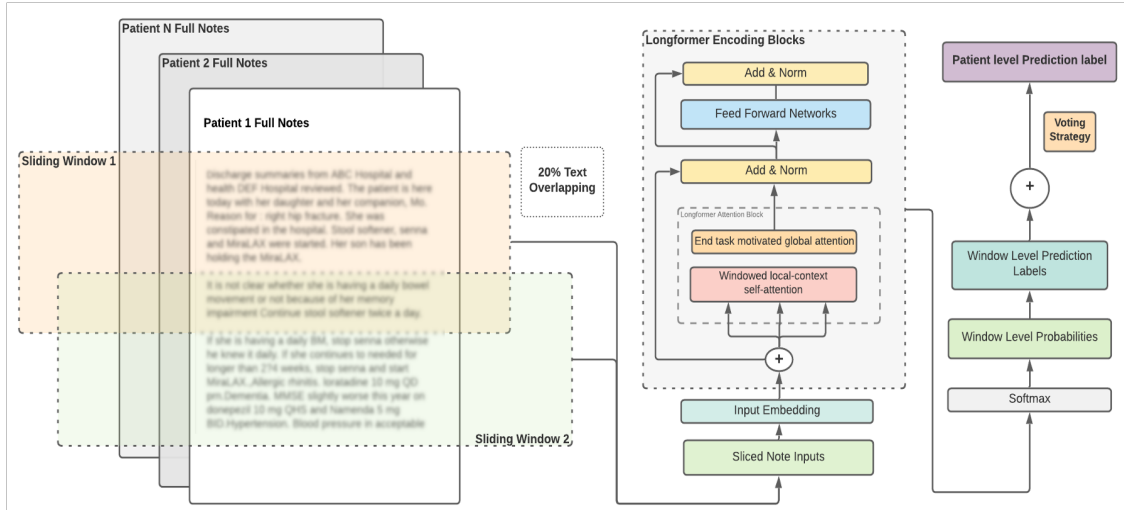 Patient N Full Notes
Patient 2 Full Notes
Patient 1 Full Notes
Sliding Window 1
Discharge summaries from ABC Hospital and
health DEF Hospital reviewed. The patient is here
today with her daughter and her companion, Ms.
Reason for : right hip fracture. She was
constipated in the hospital. Stool softener, senna
and MiraLAX were started. Her son has been
holding the MiraLAX.
It is not clear whether she is having a daily bowel
movement or not because of her memory
impairment Continue stool softener twice a day.
If she is having a daily BM, stop senna otherwise
he knew it daily. If she continues to needed for
longer than 2?4 weeks, stop senna and start
MiraLAX.,Allergic rhinitis. loratadine 10 mg QD
prn.Dementia. MMSE slightly worse this year on
donepezil 10 mg QHS and Namenda 5 mg
BID.Hypertension. Blood pressure in acceptable
Sliding Window 2
20% Text
Overlapping
Longformer Encoding Blocks
Add & Norm
Feed Forward Networks
Add & Norm
Longformer Attention Block
End task motivated global attention
Windowed local-context
self-attention
+
Input Embedding
Sliced Note Inputs
Patient level Prediction label
Voting
Strategy
+
Window Level Prediction
Labels
Window Level Probabilities
Softmax